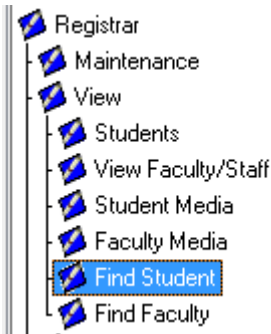 Registrar
Maintenance
View
Students
View Faculty/Staff
Student Media
Faculty Media
Find Student
Find Faculty